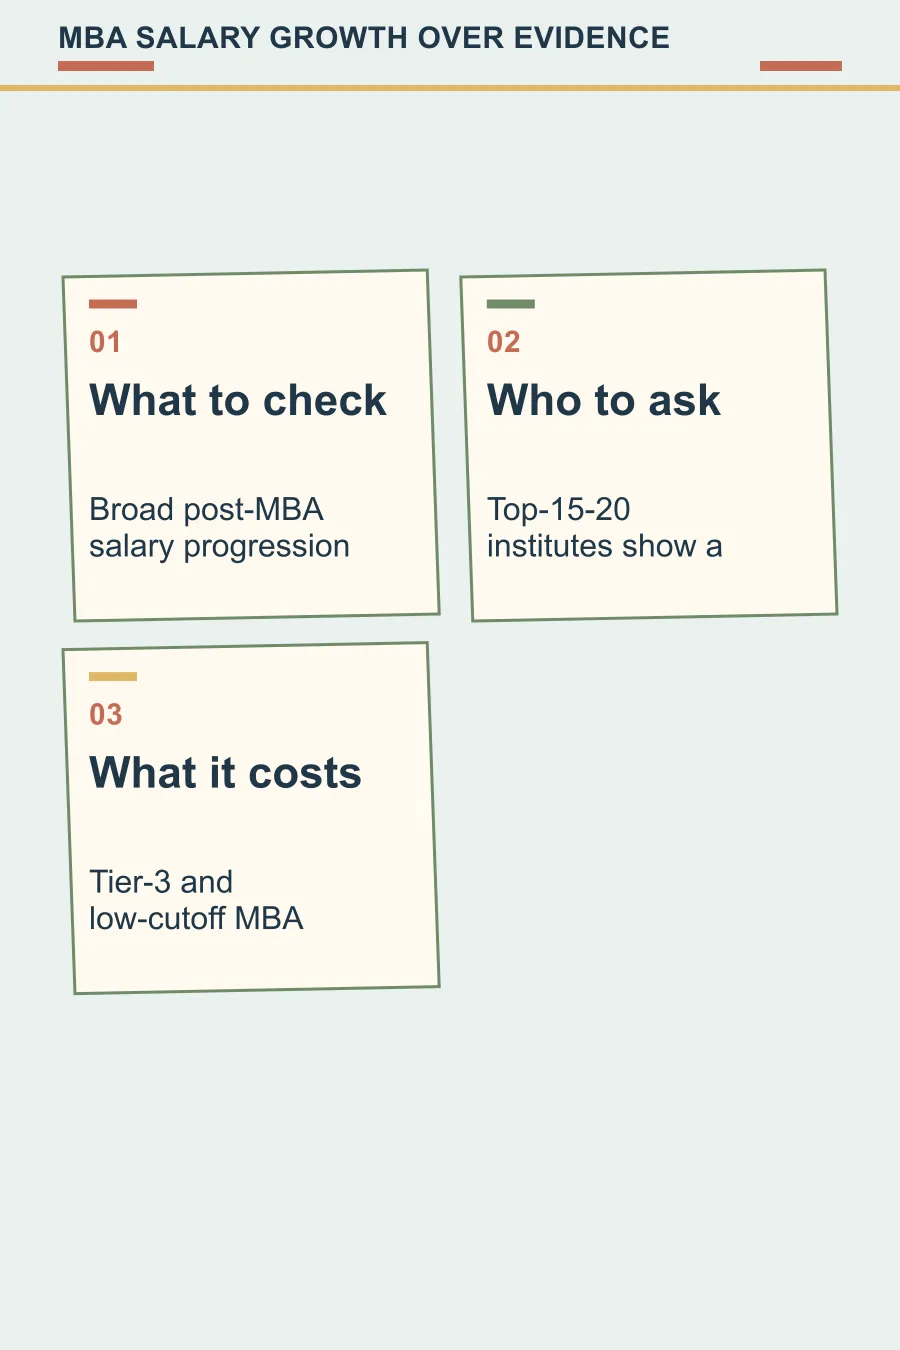 MBA SALARY GROWTH OVER EVIDENCE
01
What to check
Broad post-MBA
salary progression
02
Who to ask
Top-15-20
institutes show a
03
What it costs
Tier-3 and
low-cutoff MBA